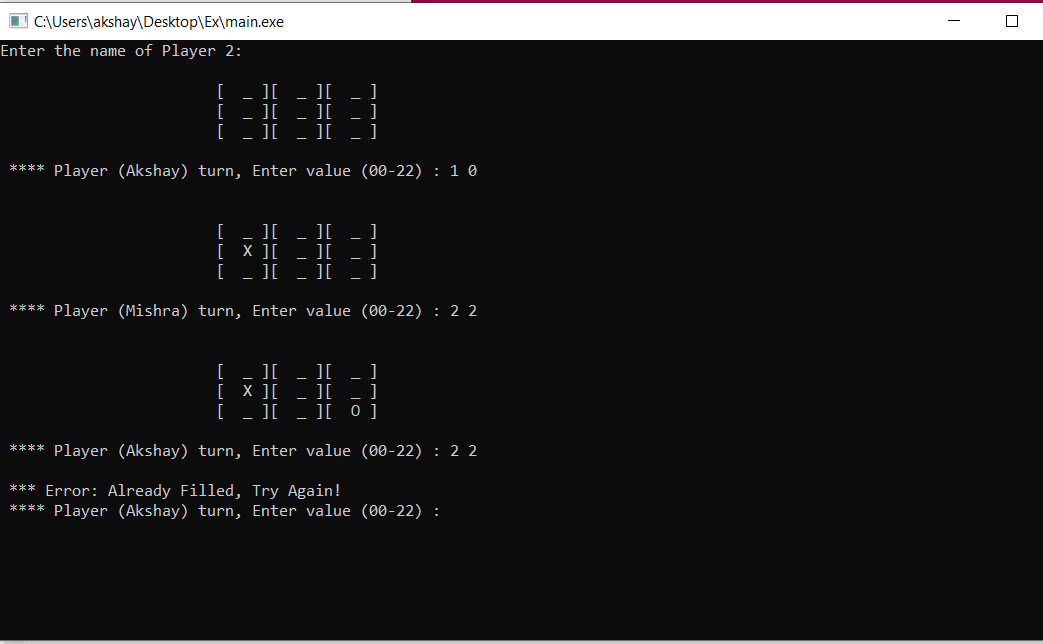 C:\Users\akshay\Desktop\Ex\main.exe
Enter the name of Player 2:
[  _ ][  _ ][  _ ]
[  _ ][  _ ][  _ ]
[  _ ][  _ ][  _ ]
**** Player (Akshay) turn, Enter value (00-22) : 1 0
[  _ ][  _ ][  _ ]
[  X ][  _ ][  _ ]
[  _ ][  _ ][  _ ]
**** Player (Mishra) turn, Enter value (00-22) : 2 2
[  _ ][  _ ][  _ ]
[  X ][  _ ][  _ ]
[  _ ][  _ ][  O ]
**** Player (Akshay) turn, Enter value (00-22) : 2 2
*** Error: Already Filled, Try Again!
**** Player (Akshay) turn, Enter value (00-22) :